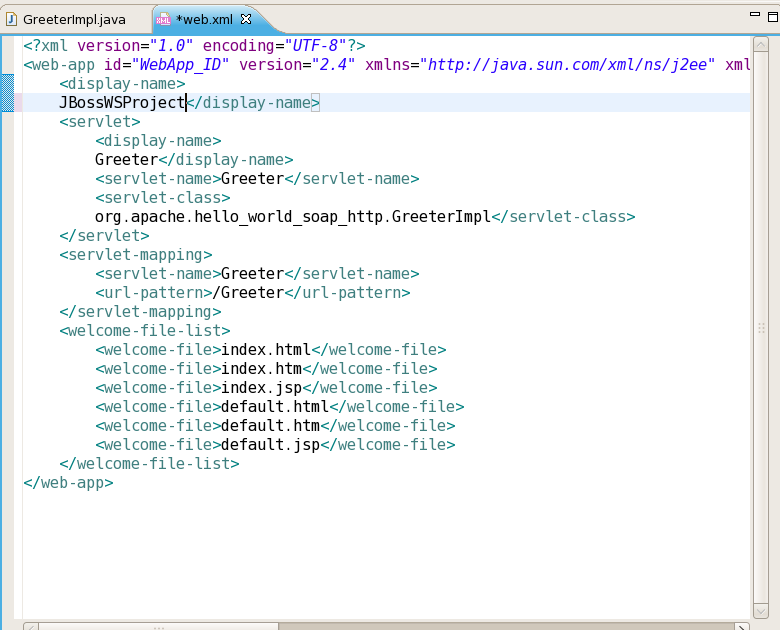 GreeterImpl.java *web.xml
<?xml version="1.0" encoding="UTF-8"?>
<web-app id="WebApp_ID" version="2.4" xmlns="http://java.sun.com/xml/ns/j2ee" xml
    <display-name>
    JBossWSProject</display-name>
    <servlet>
        <display-name>
        Greeter</display-name>
        <servlet-name>Greeter</servlet-name>
        <servlet-class>
        org.apache.hello_world_soap_http.GreeterImpl</servlet-class>
    </servlet>
    <servlet-mapping>
        <servlet-name>Greeter</servlet-name>
        <url-pattern>/Greeter</url-pattern>
    </servlet-mapping>
    <welcome-file-list>
        <welcome-file>index.html</welcome-file>
        <welcome-file>index.htm</welcome-file>
        <welcome-file>index.jsp</welcome-file>
        <welcome-file>default.html</welcome-file>
        <welcome-file>default.htm</welcome-file>
        <welcome-file>default.jsp</welcome-file>
    </welcome-file-list>
</web-app>